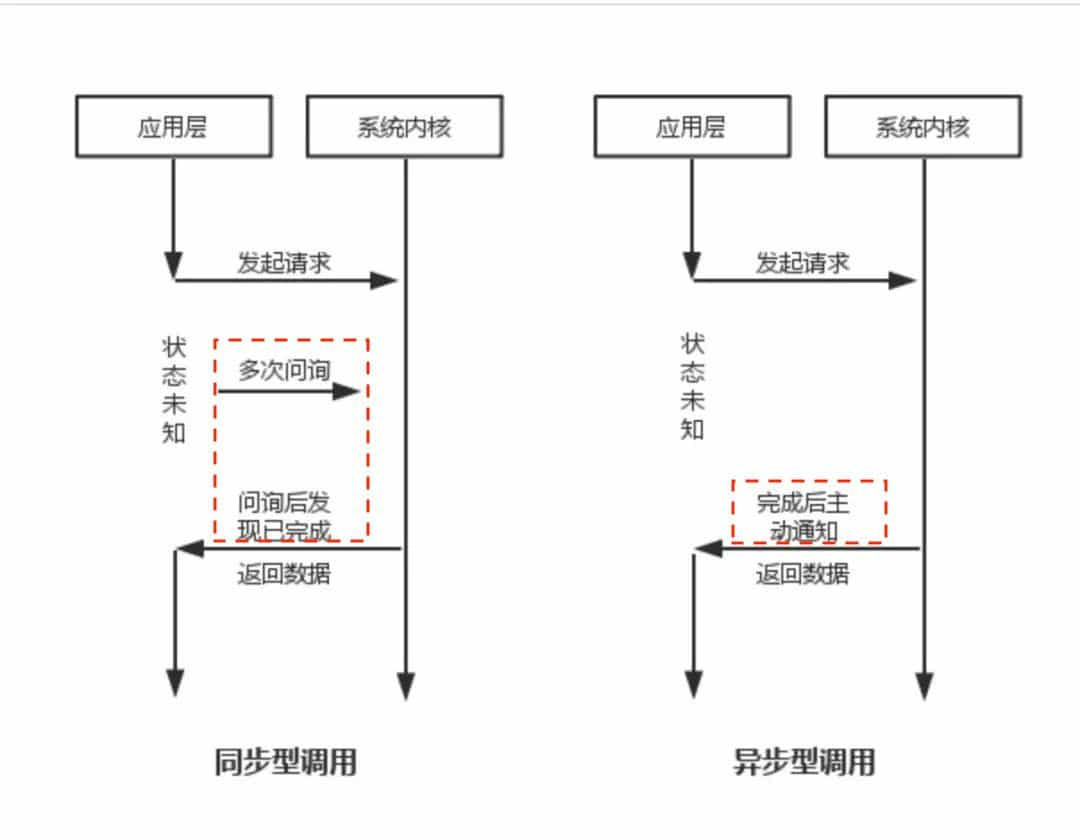 应用层
系统内核
发起请求
状态未知
多次问询
问询后发
现已完成
返回数据
同步型调用
应用层
系统内核
发起请求
状态未知
完成后主
动通知
返回数据
异步型调用